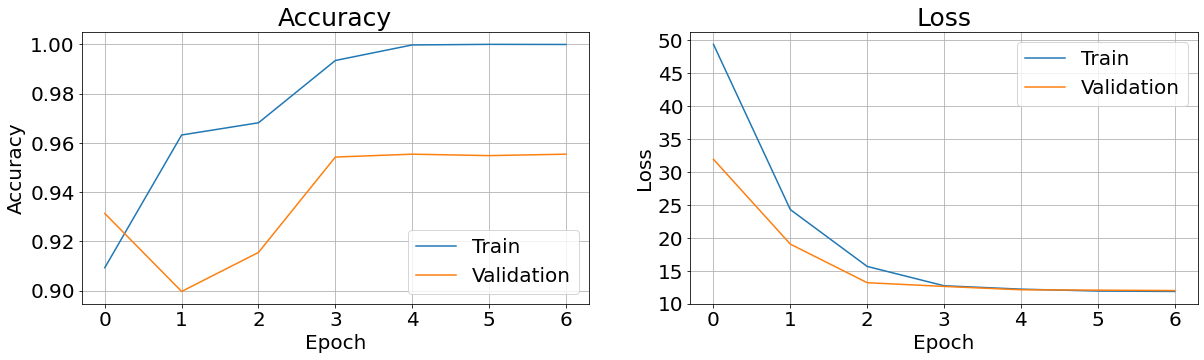 Accuracy
1.00
0.98
0.96
0.94
0.92
0.90
Accuracy
Train
Validation
0 1 2 3 4 5 6
Epoch
Loss
50
45
40
35
30
25
20
15
10
Loss
Train
Validation
0 1 2 3 4 5 6
Epoch